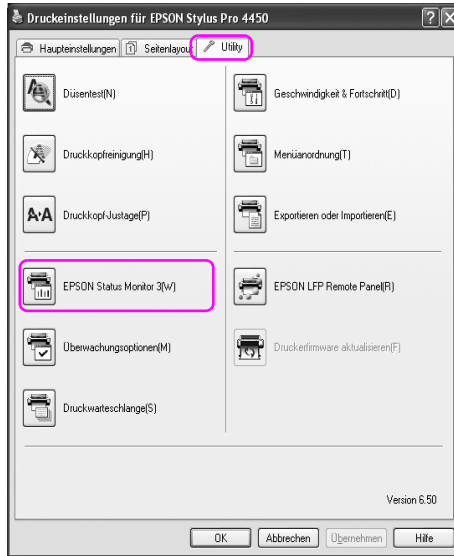 Druckeinstellungen für EPSON Stylus Pro 4450
Haupteinstellungen Seitenlayout Utility
Düsentest(N)
Geschwindigkeit & Fortschritt(D)
Druckkopfreinigung(H)
Menüanordnung(T)
Druckkopf-Justage(P)
Exportieren oder Importieren(E)
EPSON Status Monitor 3(W)
EPSON LFP Remote Panel(R)
Überwachungsoptionen(M)
Druckerfirmware aktualisieren(F)
Druckwarteschlange(S)
Version 6.50
OK Abbrechen Übernehmen Hilfe